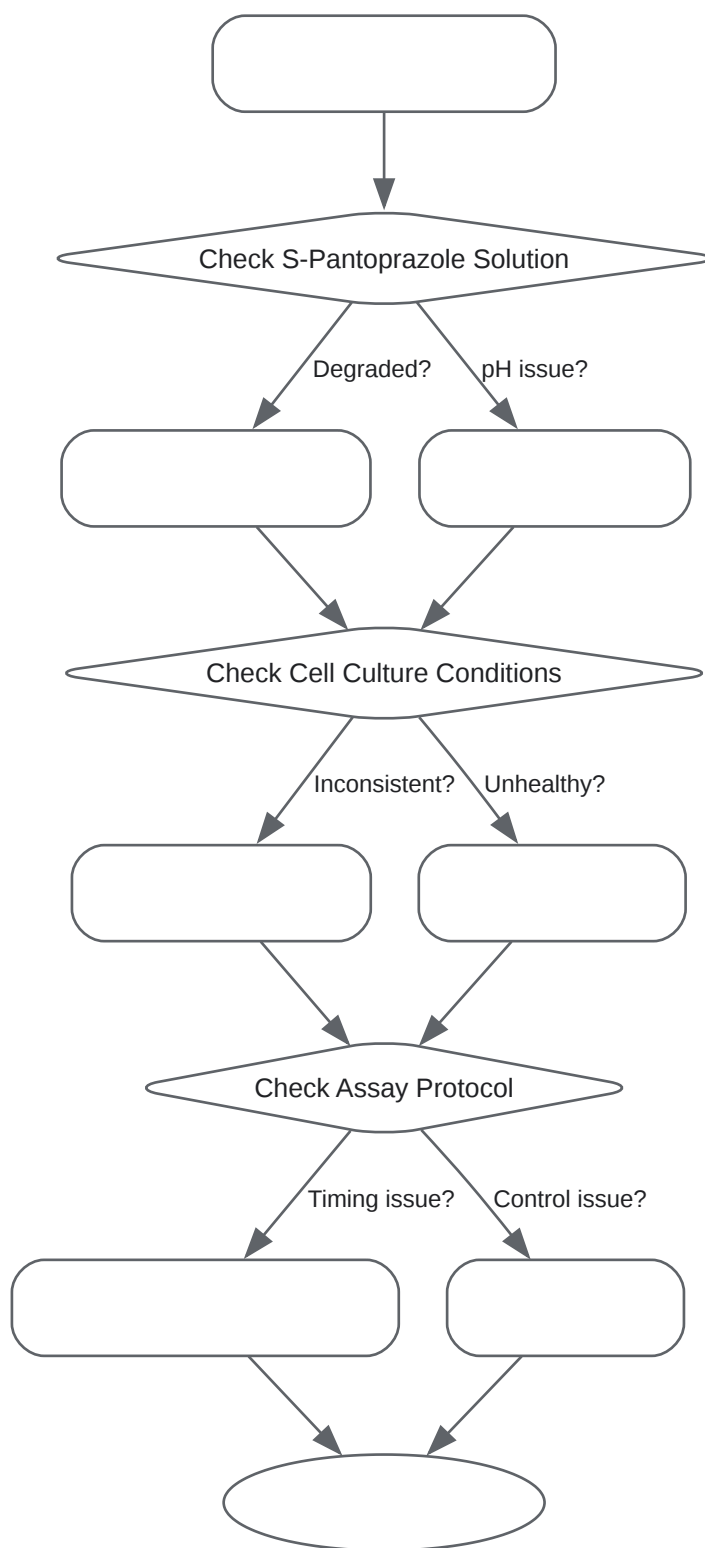 Check S-Pantoprazole Solution
Degraded?
pH issue?
Check Cell Culture Conditions
Inconsistent?
Unhealthy?
Check Assay Protocol
Timing issue?
Control issue?